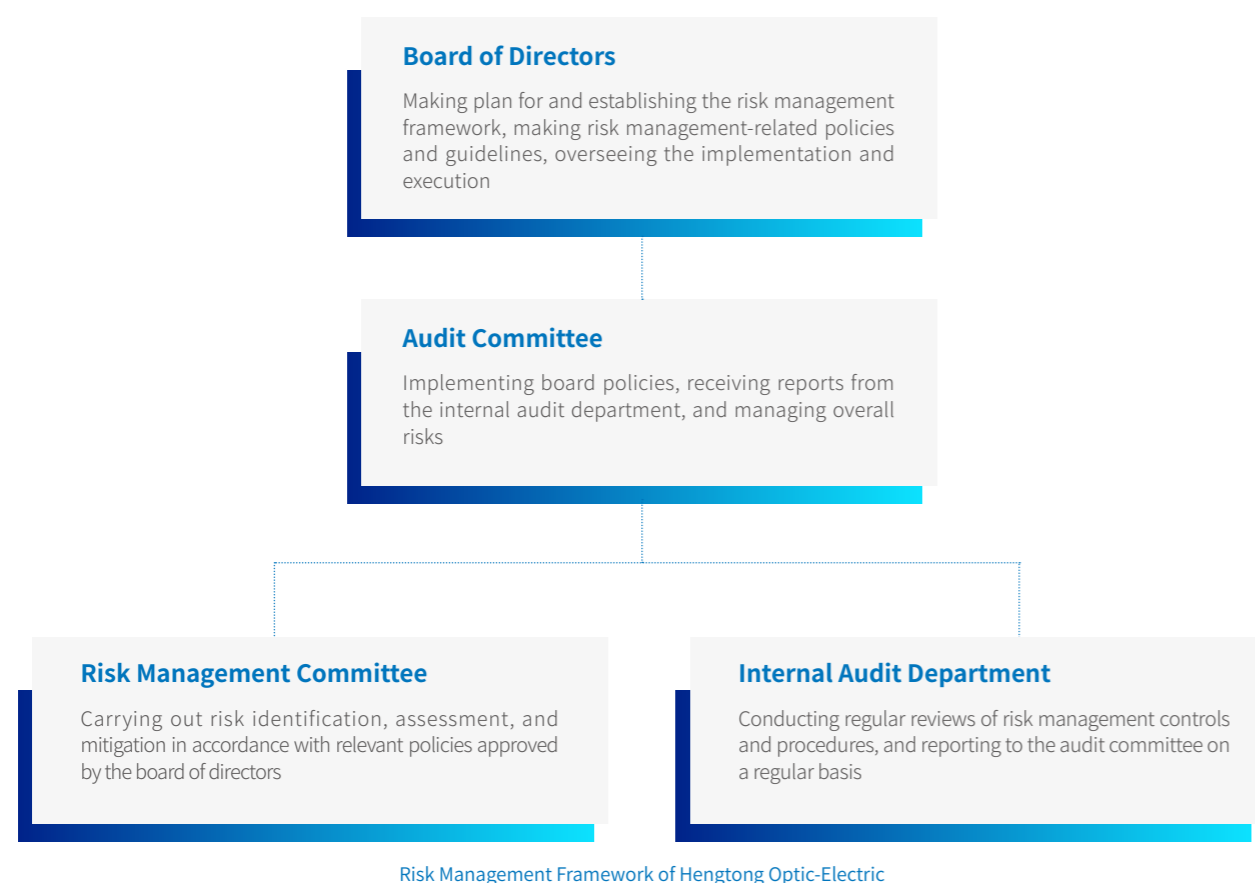 Board of Directors
Making plan for and establishing the risk management
framework, making risk management-related policies
and guidelines, overseeing the implementation and
execution
Audit Committee
Implementing board policies, receiving reports from
the internal audit department, and managing overall
risks
Risk Management Committee
Carrying out risk identification, assessment, and
mitigation in accordance with relevant policies approved
by the board of directors
Internal Audit Department
Conducting regular reviews of risk management controls
and procedures, and reporting to the audit committee on
a regular basis
Risk Management Framework of Hengtong Optic-Electric